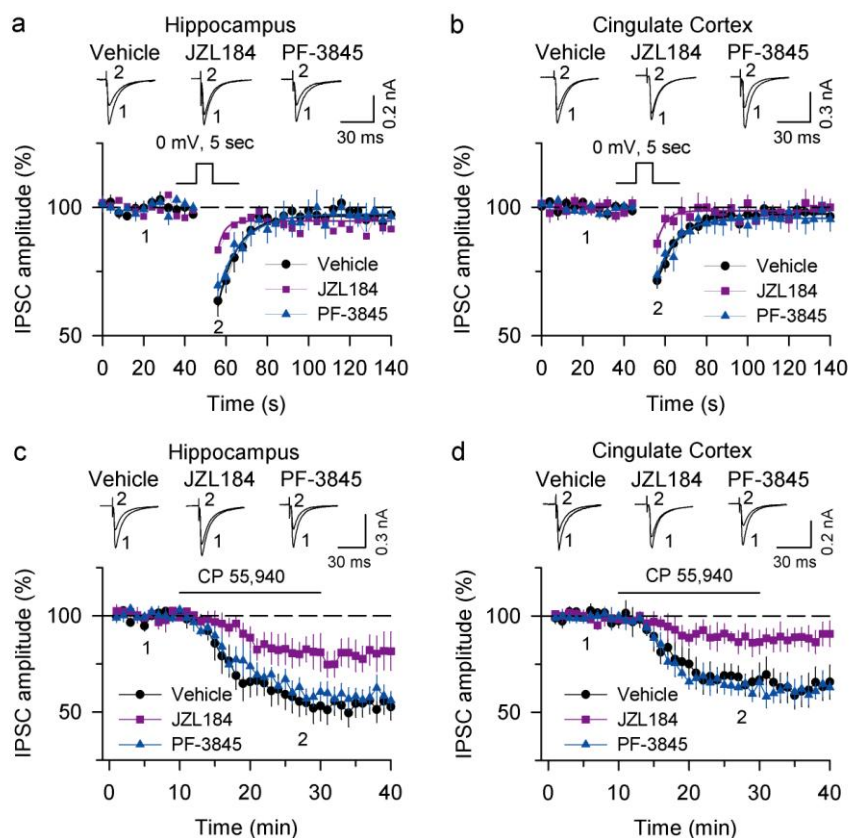 a
Hippocampus
Vehicle JZL184 PF-3845
2 2 2
1
0.2 nA
30 ms
0 mV, 5 sec
IPSC amplitude (%)
100
50
1
2
Vehicle
JZL184
PF-3845
0 20 40 60 80 100 120 140
Time (s)
b
Cingulate Cortex
Vehicle JZL184 PF-3845
2 2 2
1 1
0.3 nA
30 ms
0 mV, 5 sec
IPSC amplitude (%)
100
50
1
2
Vehicle
JZL184
PF-3845
0 20 40 60 80 100 120 140
Time (s)
c
Hippocampus
Vehicle JZL184 PF-3845
2 2 2
1 1 1
0.3 nA
30 ms
CP 55,940
IPSC amplitude (%)
100
50
1
2
Vehicle
JZL184
PF-3845
0 10 20 30 40
Time (min)
d
Cingulate Cortex
Vehicle JZL184 PF-3845
2 2 2
1 1 1
0.2 nA
30 ms
CP 55,940
IPSC amplitude (%)
100
50
1
2
Vehicle
JZL184
PF-3845
0 10 20 30 40
Time (min)